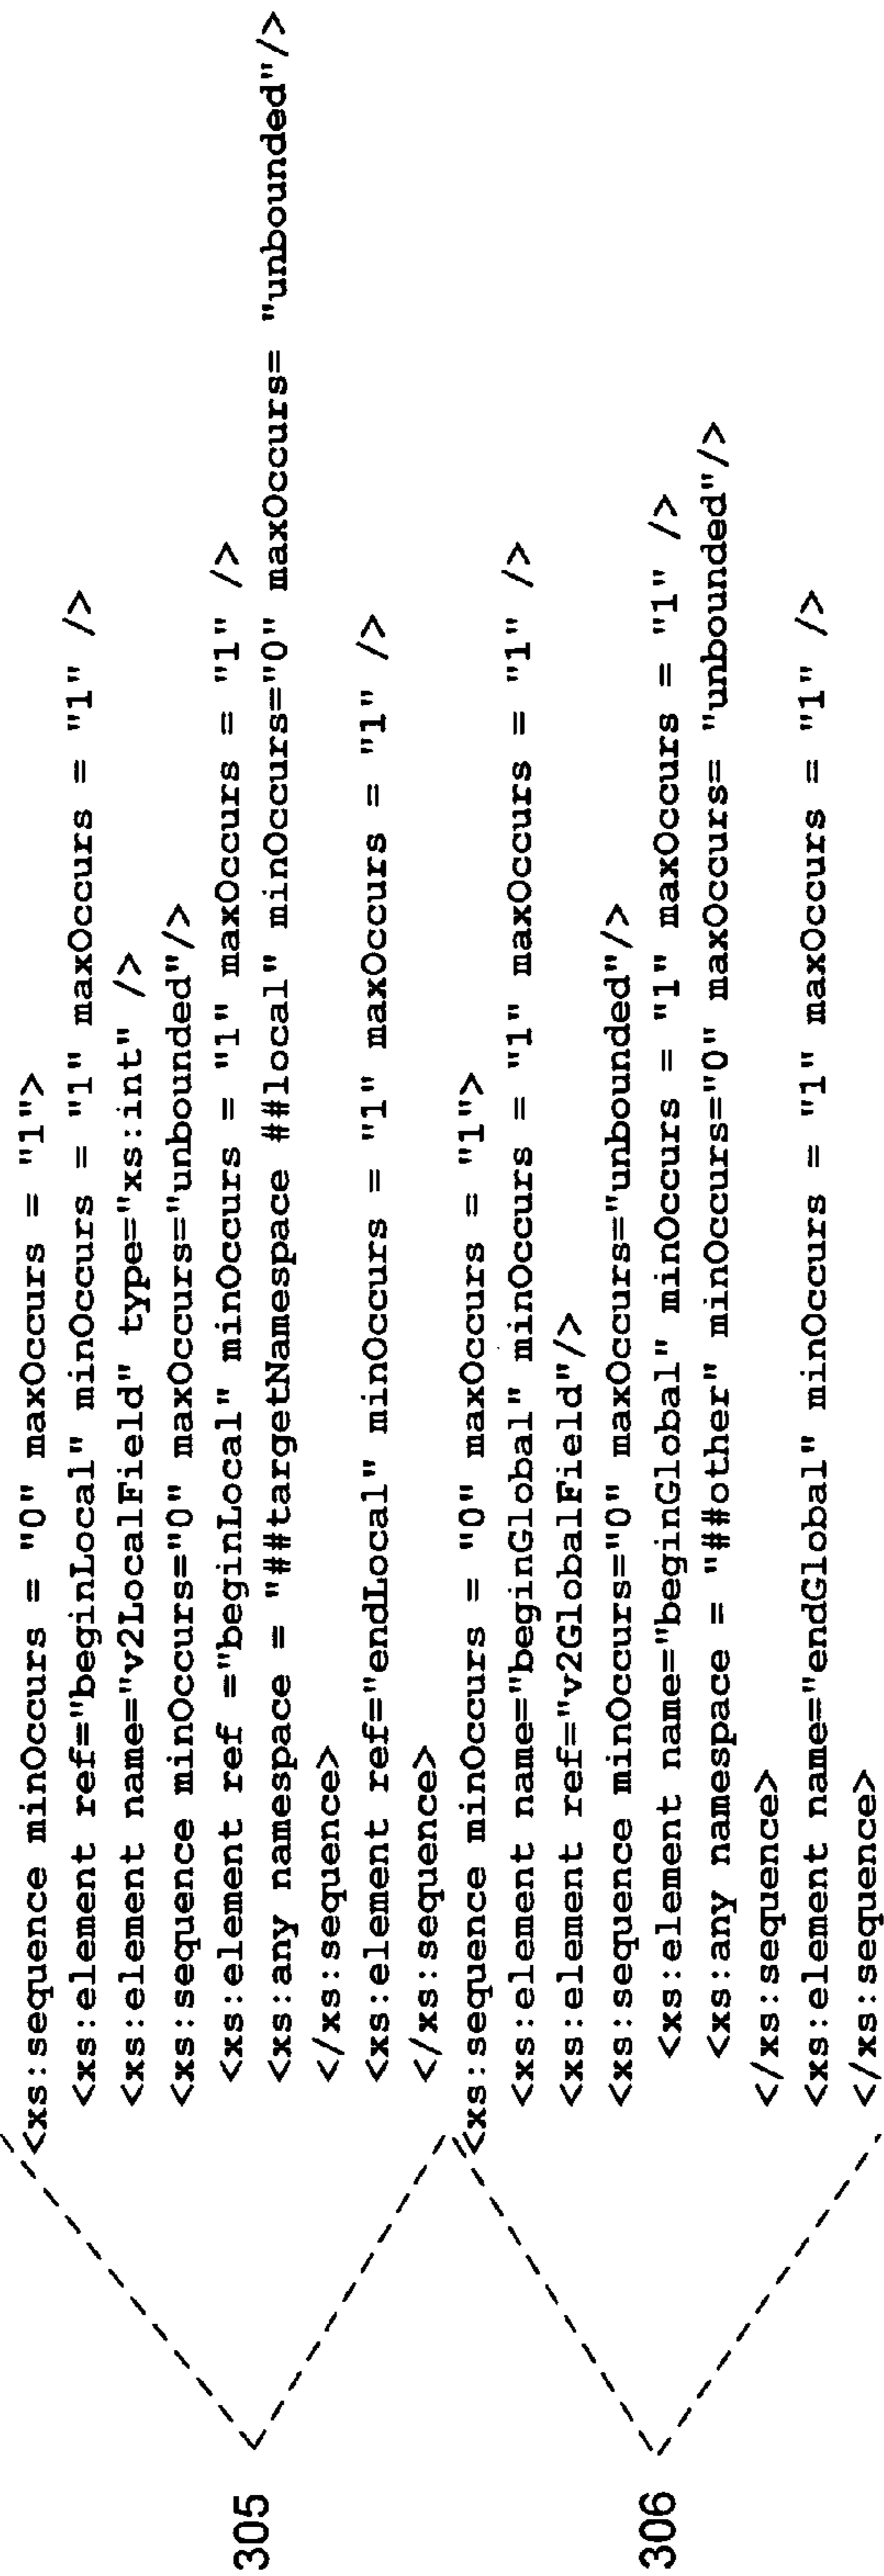 <xs:sequence minOccurs = "0" maxOccurs = "1">
<xs:element ref="beginLocal" minOccurs = "1" maxOccurs = "1" />
<xs:element name="v2LocalField" type="xs:int" />
<xs:sequence minOccurs="0" maxOccurs="unbounded"/>
<xs:element ref ="beginLocal" minOccurs = "1" maxOccurs = "1" />
<xs:any namespace = "##targetNamespace ##local" minOccurs="0" maxOccurs= "unbounded"/>
</xs:sequence>
<xs:element ref="endLocal" minOccurs = "1" maxOccurs = "1" />
</xs:sequence>
305
<xs:sequence minOccurs = "0" maxOccurs = "1">
<xs:element name="beginGlobal" minOccurs = "1" maxOccurs = "1" />
<xs:element ref="v2GlobalField"/>
<xs:sequence minOccurs="0" maxOccurs="unbounded"/>
<xs:element name="beginGlobal" minOccurs = "1" maxOccurs = "1" />
<xs:any namespace = "##other" minOccurs="0" maxOccurs= "unbounded"/>
</xs:sequence>
<xs:element name="endGlobal" minOccurs = "1" maxOccurs = "1" />
</xs:sequence>
306